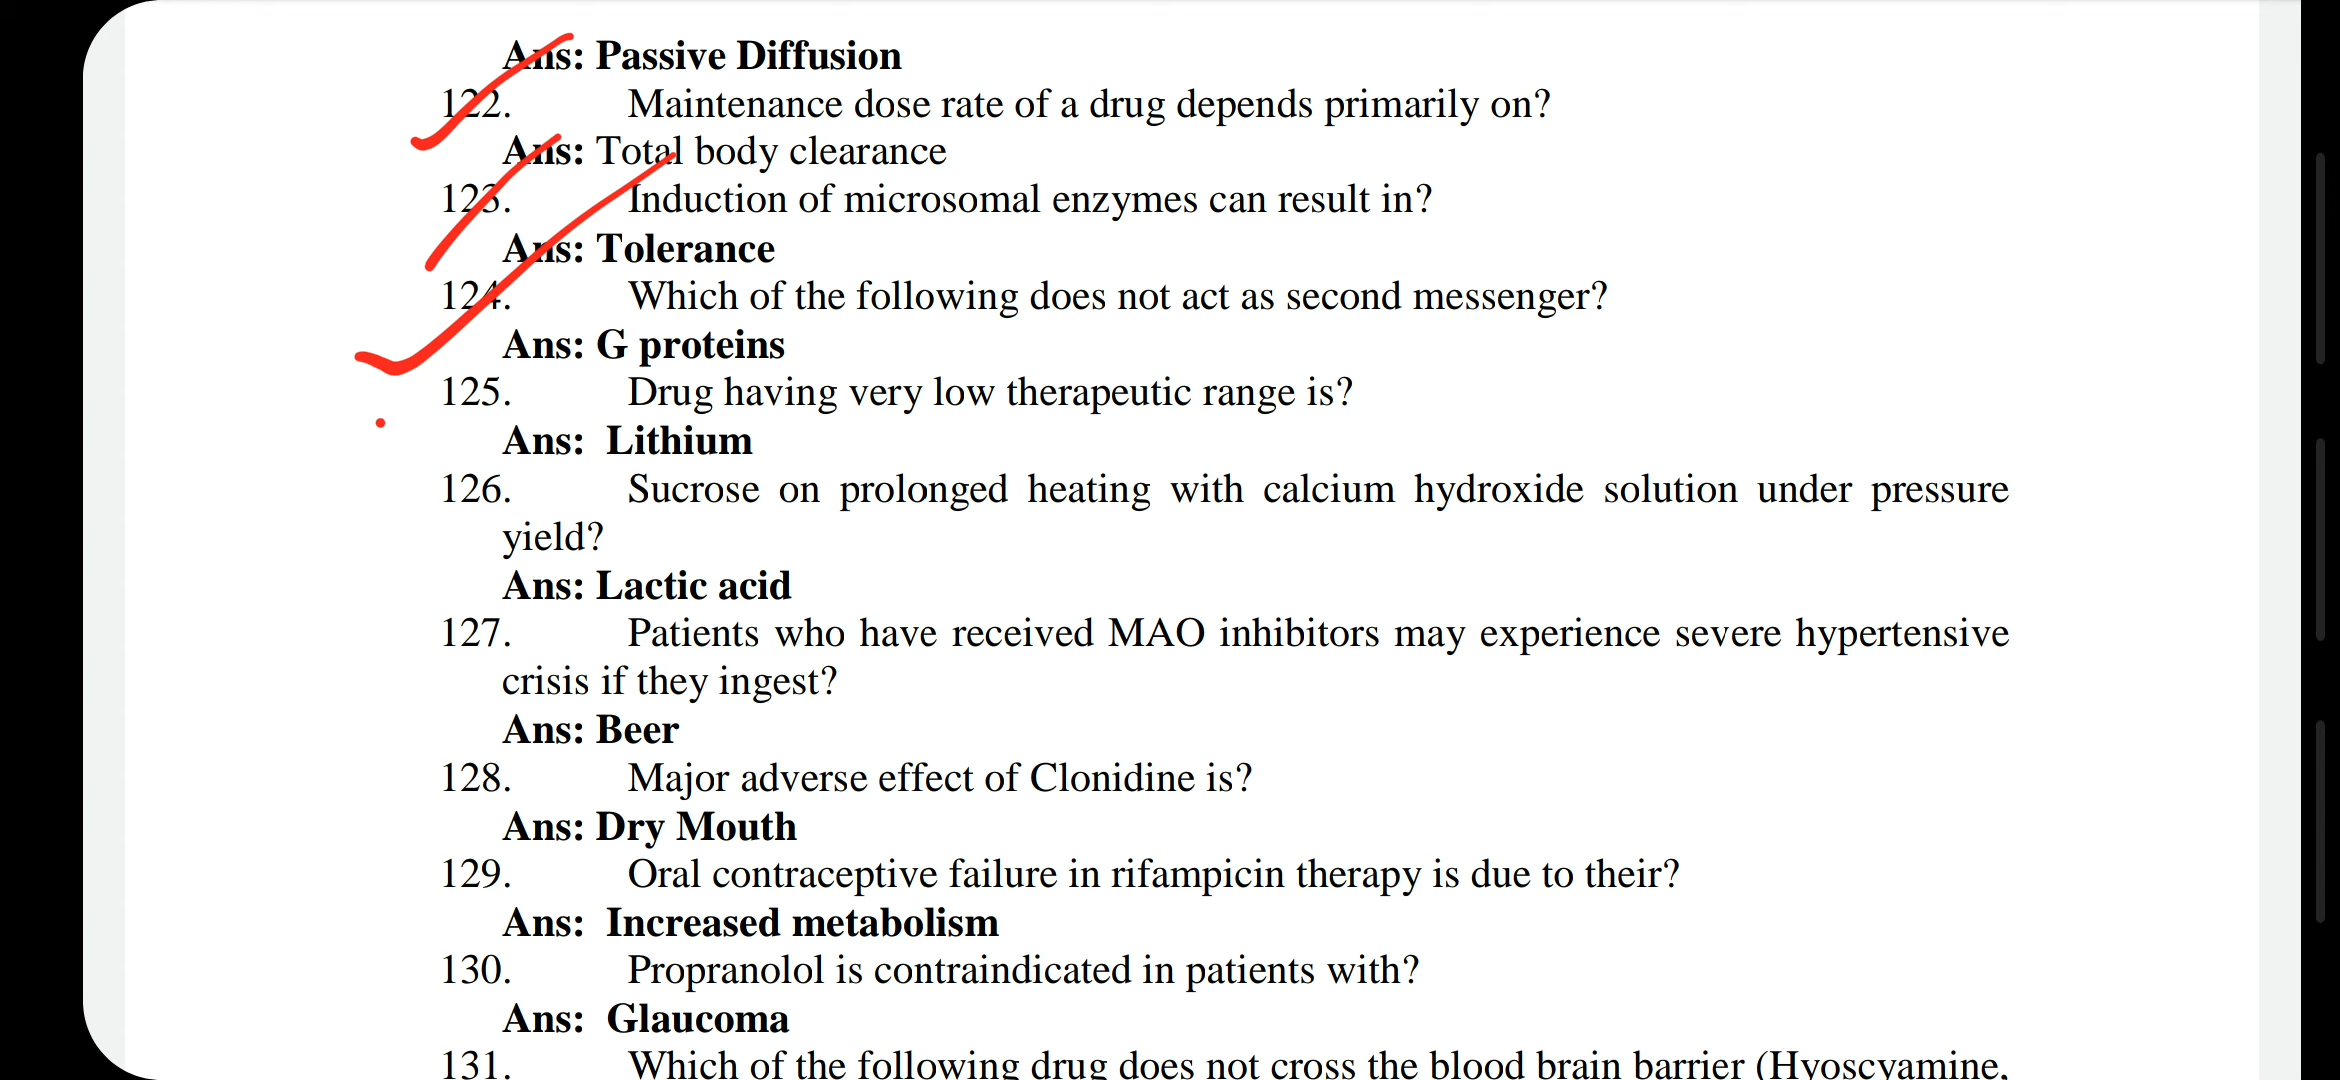 Ans: Passive Diffusion
122. Maintenance dose rate of a drug depends primarily on?
Ans: Total body clearance
123. Induction of microsomal enzymes can result in?
Ans: Tolerance
124. Which of the following does not act as second messenger?
Ans: G proteins
125. Drug having very low therapeutic range is?
Ans: Lithium
126. Sucrose on prolonged heating with calcium hydroxide solution under pressure
yield?
Ans: Lactic acid
127. Patients who have received MAO inhibitors may experience severe hypertensive
crisis if they ingest?
Ans: Beer
128. Major adverse effect of Clonidine is?
Ans: Dry Mouth
129. Oral contraceptive failure in rifampicin therapy is due to their?
Ans: Increased metabolism
130. Propranolol is contraindicated in patients with?
Ans: Glaucoma
131. Which of the following drug does not cross the blood brain barrier (Hyoscyamine,